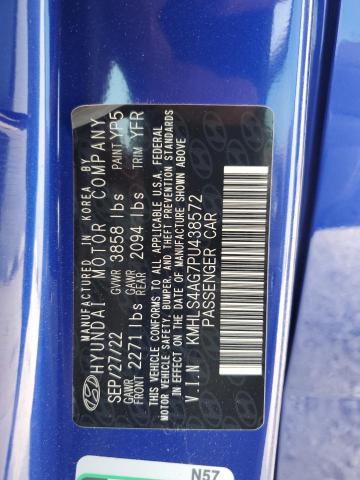 MANUFACTURED IN KOREA BY
HYUNDAI MOTOR COMPANY
SEP/27/22 GVWR 3858 lbs PAINT YP5
GAWR FRONT 2271 lbs GAWR REAR 2094 lbs TRIM YFR
THIS VEHICLE CONFORMS TO ALL APPLICABLE U.S.A. FEDERAL
MOTOR VEHICLE SAFETY, BUMPER, AND THEFT PREVENTION STANDARDS
IN EFFECT ON THE DATE OF MANUFACTURE SHOWN ABOVE
V.I.N KMHLS4AG7PU438572
PASSENGER CAR
N57